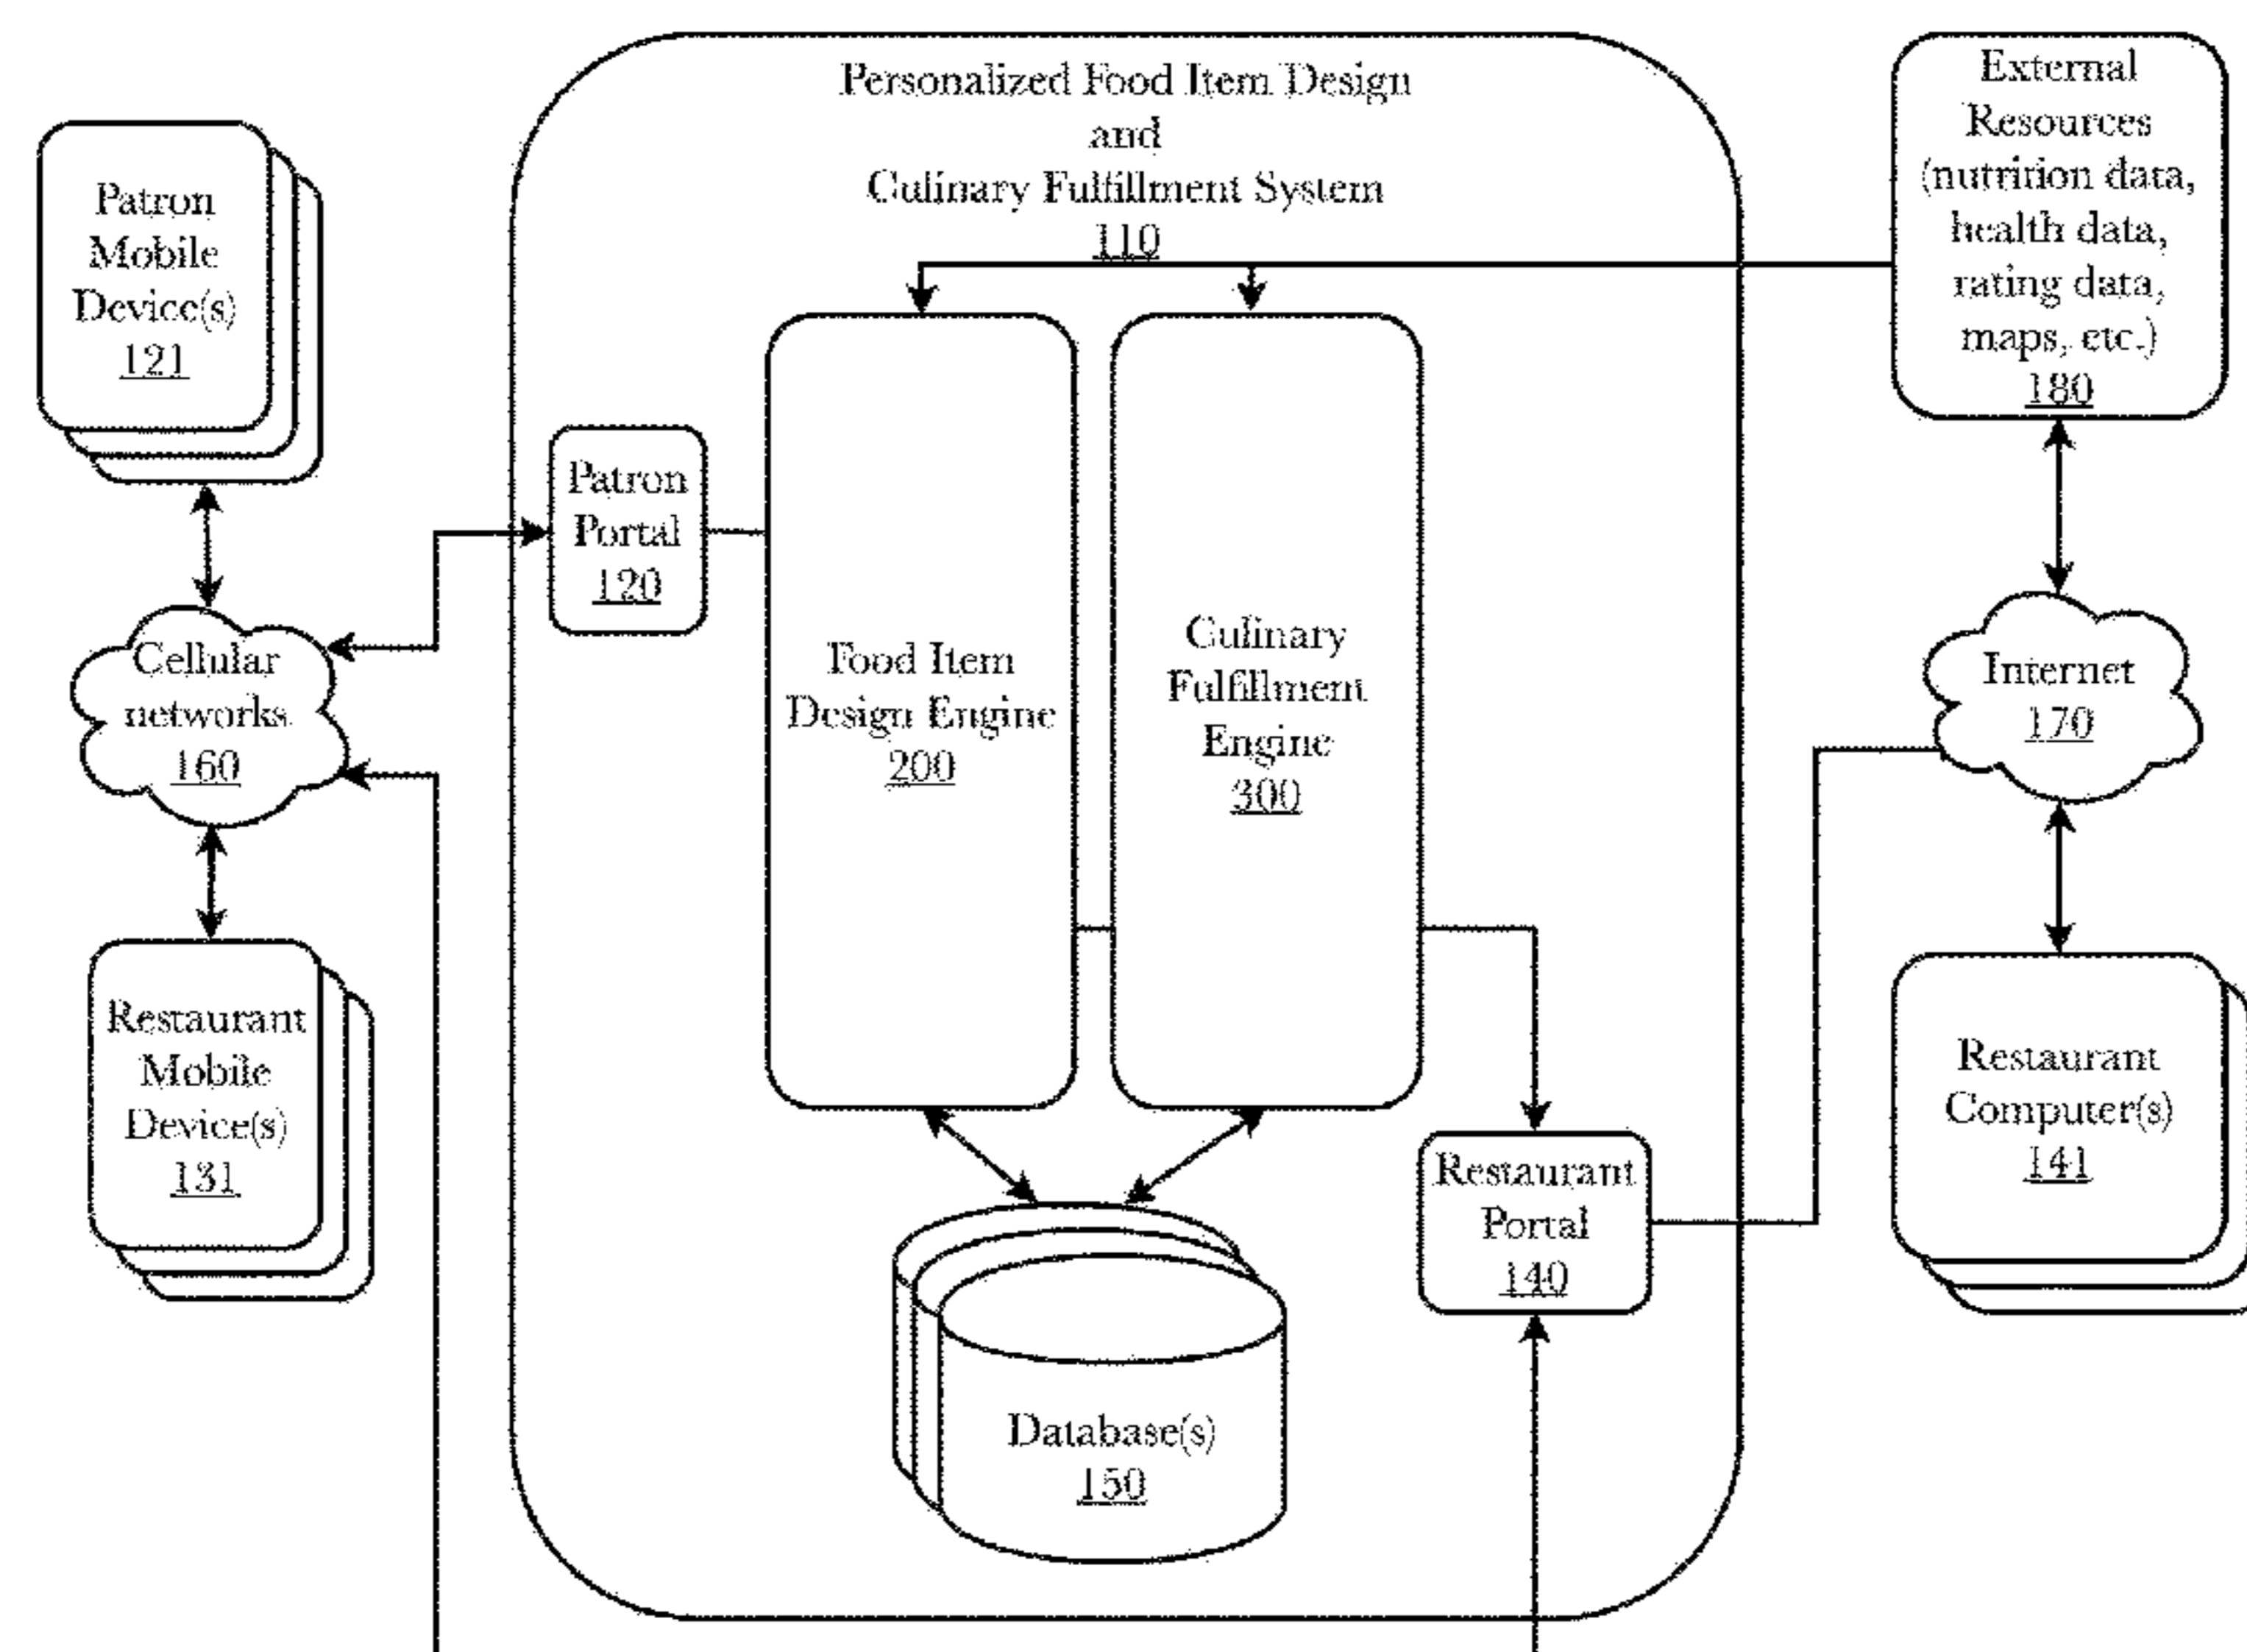 Personalized Food Item Design
and
Culinary Fulfillment System
110
External
Resources
(nutrition data,
health data,
rating data,
maps, etc.)
180
Patron
Mobile
Device(s)
121
Patron
Portal
120
Food Item
Design Engine
200
Culinary
Fulfillment
Engine
300
Cellular
networks
160
Internet
170
Restaurant
Mobile
Device(s)
131
Restaurant
Computer(s)
141
Restaurant
Portal
140
Database(s)
150